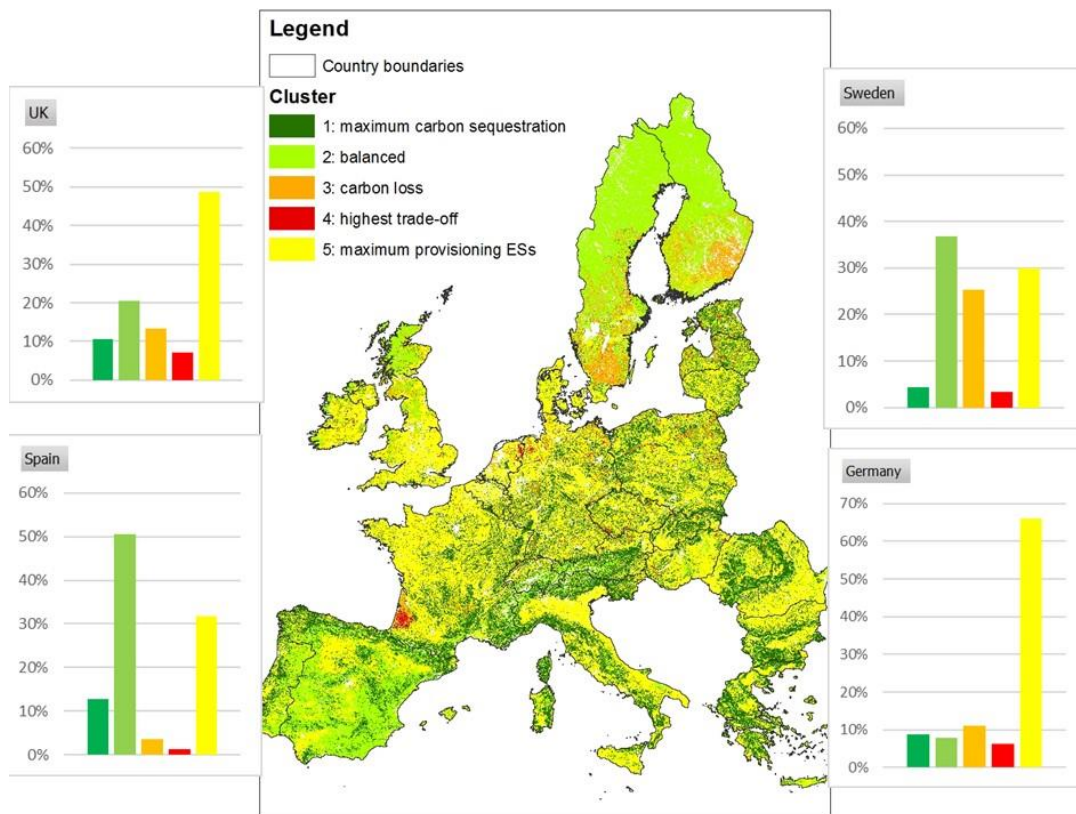 Legend
Country boundaries
Cluster
1: maximum carbon sequestration
2: balanced
3: carbon loss
4: highest trade-off
5: maximum provisioning ESs
UK
60%
50%
40%
30%
20%
10%
0%
Spain
60%
50%
40%
30%
20%
10%
0%
Sweden
60%
50%
40%
30%
20%
10%
0%
Germany
70%
60%
50%
40%
30%
20%
10%
0%